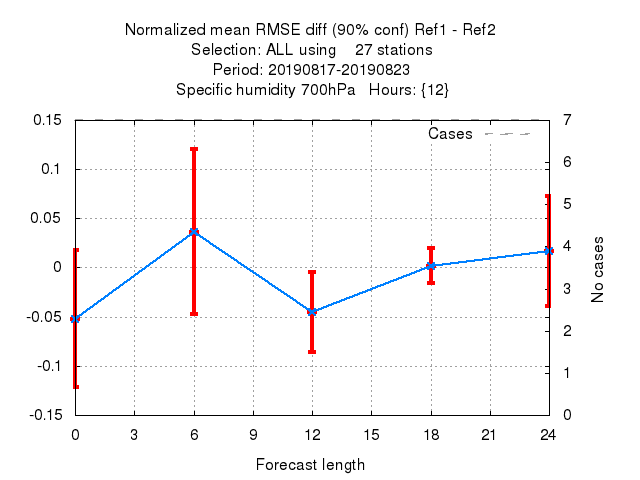 Normalized mean RMSE diff (90% conf) Ref1 - Ref2
Selection: ALL using    27 stations
Period: 20190817-20190823
Specific humidity 700hPa   Hours: {12}
0.15
0.1
0.05
0
-0.05
-0.1
-0.15
Cases
7
6
5
4
3
2
1
0
No cases
0 3 6 9 12 15 18 21 24
Forecast length